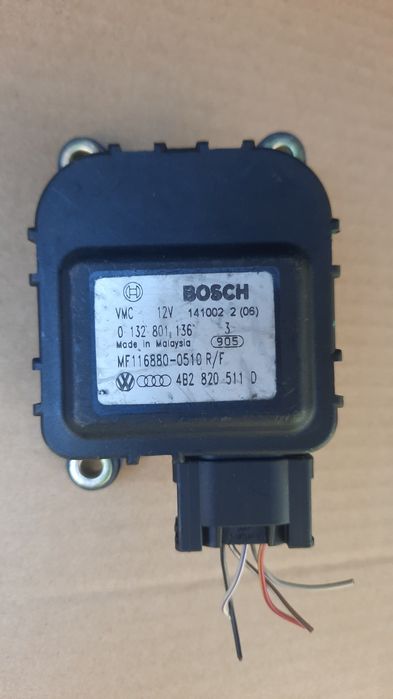 BOSCH
VMC 12V 141002 2 (06)
0 132 801 136 3
Made in Malaysia 905
MF116880-0510 R/F
4B2 820 511 D